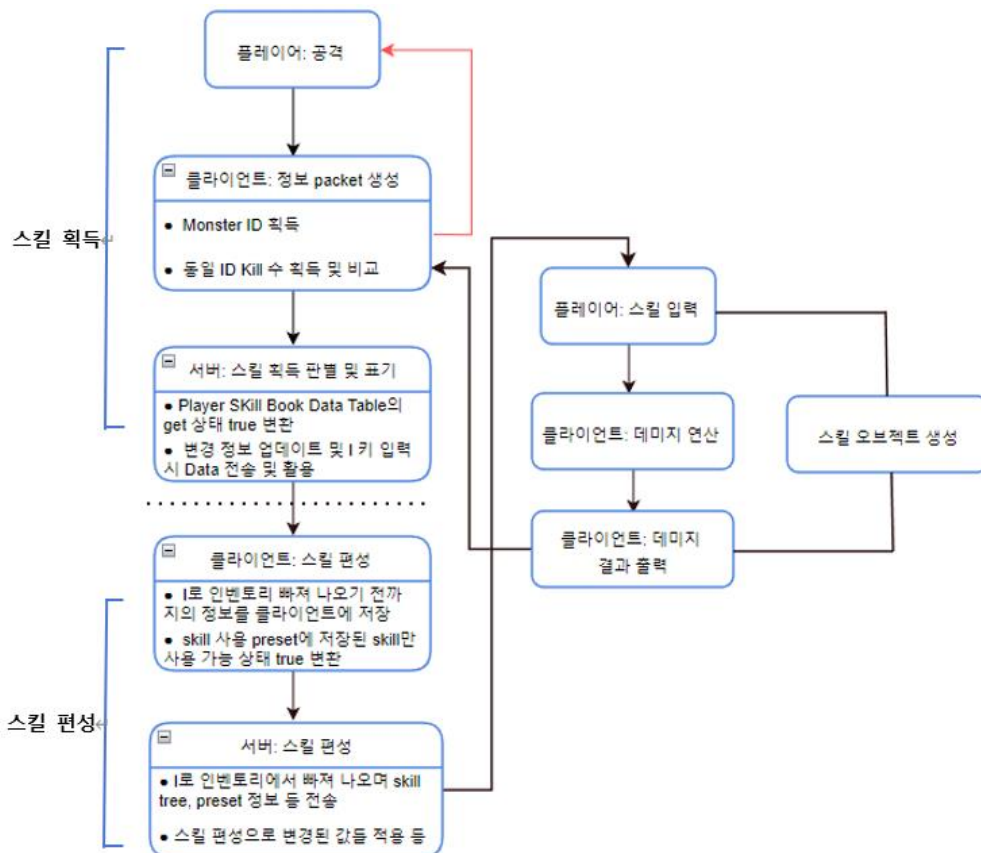 플레이어: 공격
클라이언트: 정보 packet 생성
● Monster ID 획득
● 동일 ID Kill 수 획득 및 비교
스킬 획득
서버: 스킬 획득 판별 및 표기
● Player SKill Book Data Table의
get 상태 true 변환
● 변경 정보 업데이트 및 I 키 입력
시 Data 전송 및 활용
클라이언트: 스킬 편성
● I로 인벤토리 빠져 나오기 전까
지의 정보를 클라이언트에 저장
● skill 사용 preset에 저장된 skill만
사용 가능 상태 true 변환
스킬 편성
서버: 스킬 편성
● I로 인벤토리에서 빠져 나오며 skill
tree, preset 정보 등 전송
● 스킬 편성으로 변경된 값들 적용 등
플레이어: 스킬 입력
클라이언트: 데미지 연산
스킬 오브젝트 생성
클라이언트: 데미지
결과 출력